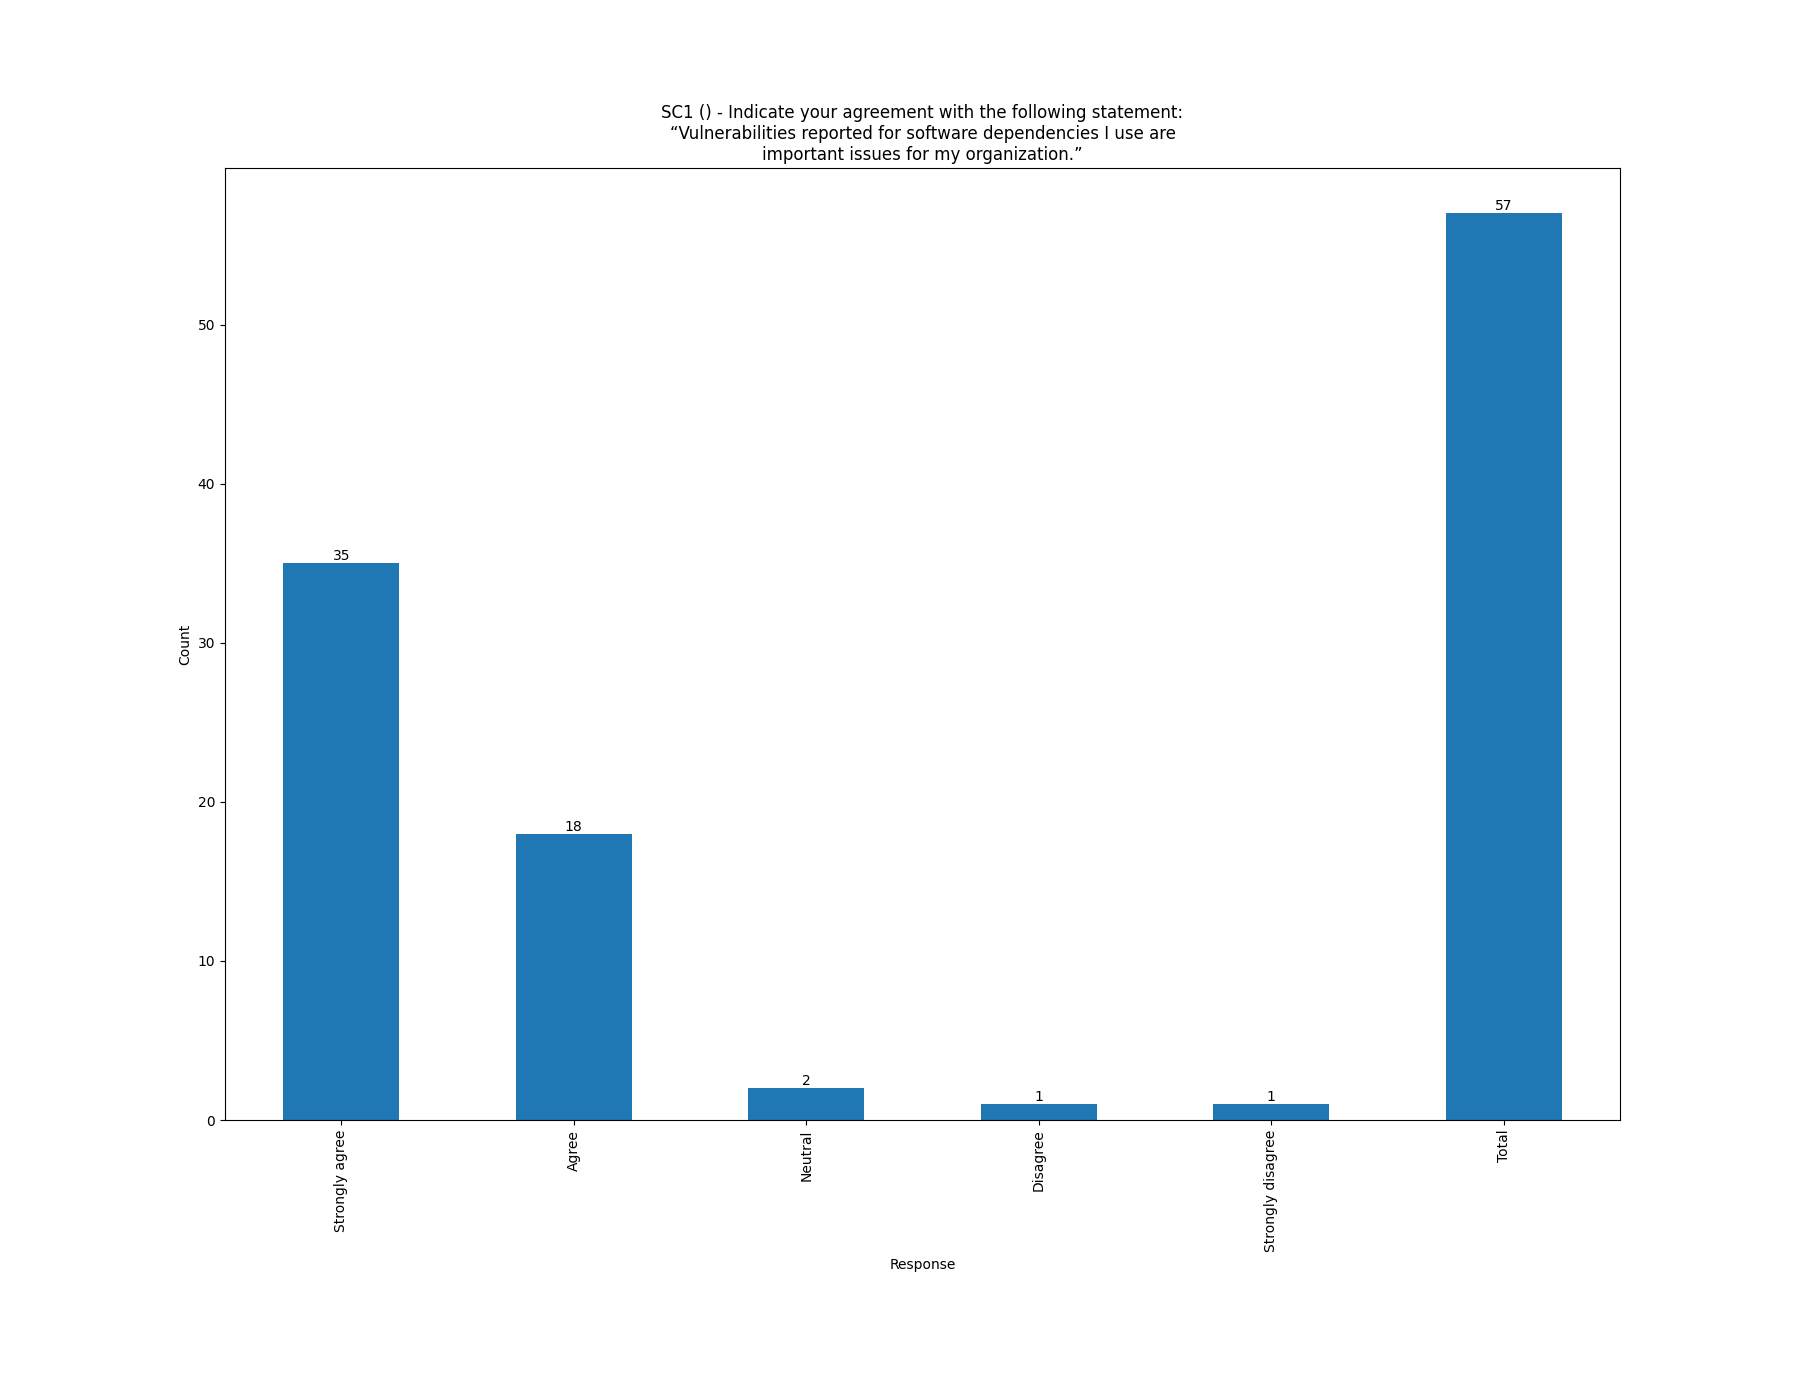 SC1 () - Indicate your agreement with the following statement:
“Vulnerabilities reported for software dependencies I use are
important issues for my organization.”
57
50
40
35
30
Count
20
18
10
2
1
1
0
Strongly agree
Agree
Neutral
Disagree
Strongly disagree
Total
Response